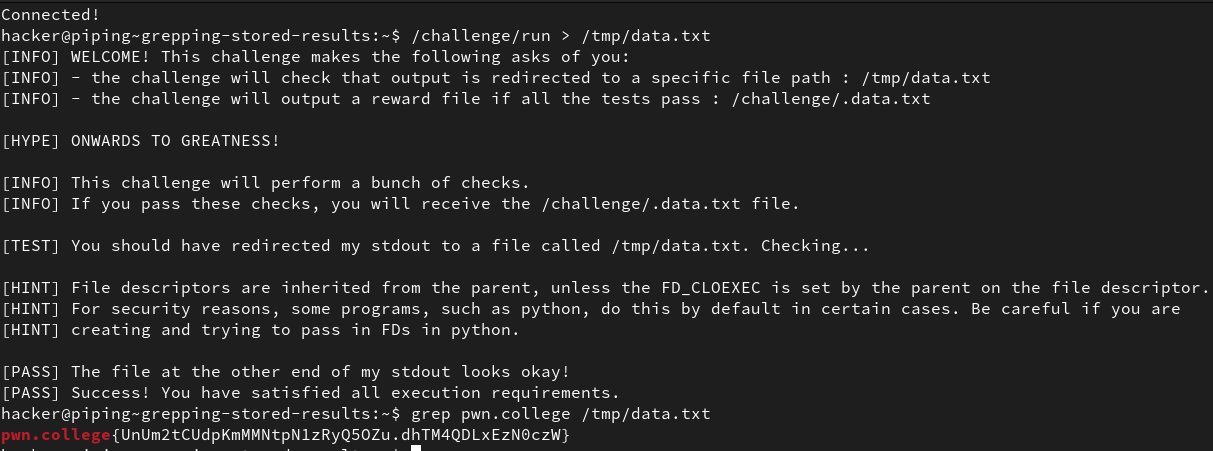 Connected!
hacker@piping~grepping-stored-results:~$ /challenge/run > /tmp/data.txt
[INFO] WELCOME! This challenge makes the following asks of you:
[INFO] - the challenge will check that output is redirected to a specific file path : /tmp/data.txt
[INFO] - the challenge will output a reward file if all the tests pass : /challenge/.data.txt
[HYPE] ONWARDS TO GREATNESS!
[INFO] This challenge will perform a bunch of checks.
[INFO] If you pass these checks, you will receive the /challenge/.data.txt file.
[TEST] You should have redirected my stdout to a file called /tmp/data.txt. Checking...
[HINT] File descriptors are inherited from the parent, unless the FD_CLOEXEC is set by the parent on the file descriptor.
[HINT] For security reasons, some programs, such as python, do this by default in certain cases. Be careful if you are
[HINT] creating and trying to pass in FDs in python.
[PASS] The file at the other end of my stdout looks okay!
[PASS] Success! You have satisfied all execution requirements.
hacker@piping~grepping-stored-results:~$ grep pwn.college /tmp/data.txt
pwn.college{UnUm2tCUdpKmMMNtpN1zRyQ5OZu.dhTM4QDLxEzN0czW}